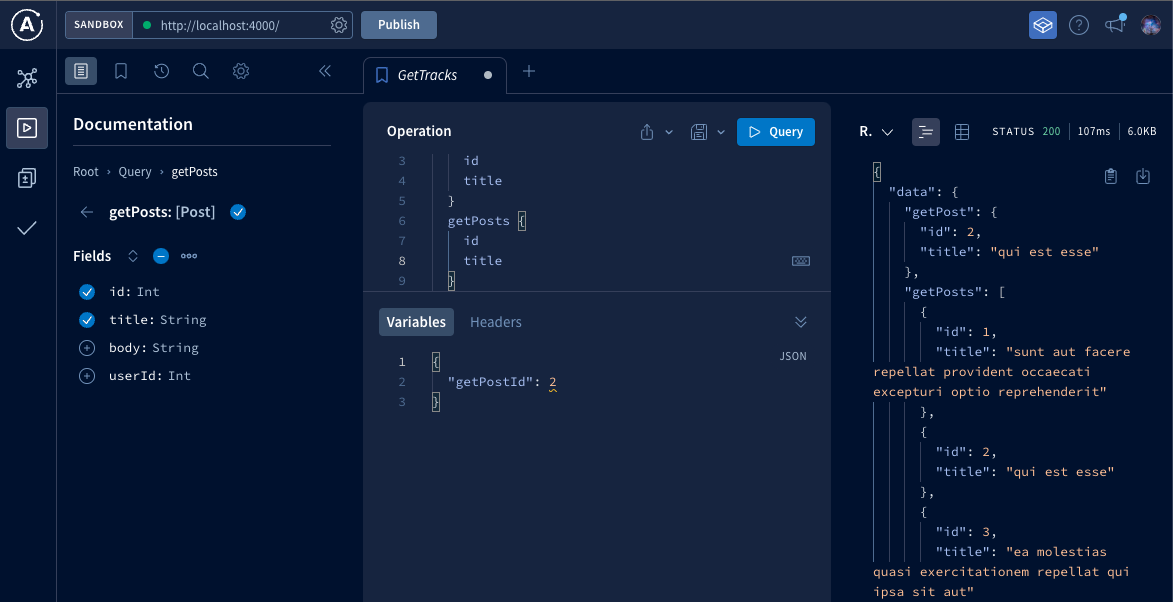 A
SANDBOX
http://localhost:4000/
Publish
GetTracks
Documentation
Root › Query › getPosts
getPosts: [Post]
Fields
id: Int
title: String
body: String
userId: Int
Operation
Query
3 id
4 title
5 }
6 getPosts {
7 id
8 title
9 }
Variables
Headers
JSON
1 {
2 "getPostId": 2
3 }
R.
STATUS 200
107ms
6.0KB
{
"data": {
"getPost": {
"id": 2,
"title": "qui est esse"
},
"getPosts": [
{
"id": 1,
"title": "sunt aut facere
repellat provident occaecati
excepturi optio reprehenderit"
},
{
"id": 2,
"title": "qui est esse"
},
{
"id": 3,
"title": "ea molestias
quasi exercitationem repellat qui
ipsa sit aut"